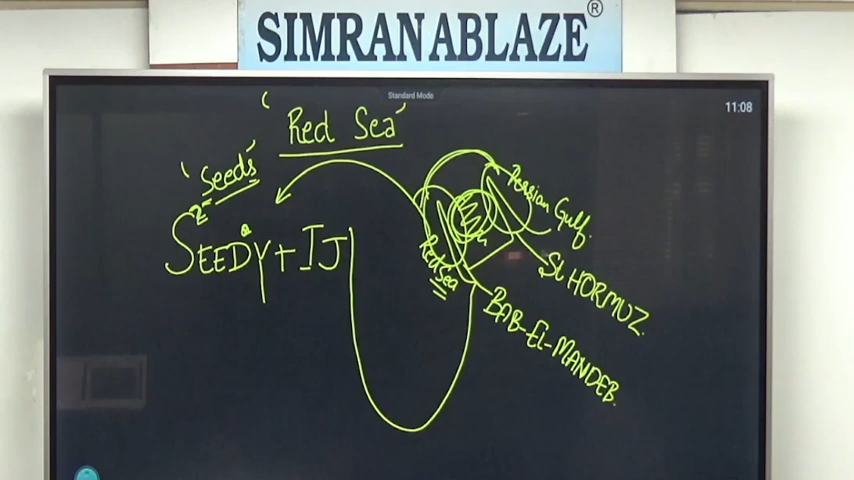 SIMRAN ABLAZE®
Standard Mode
11:08
'Red Sea'
'Seeds'
SEEDY + IJ
Persian Gulf.
Red Sea
St HORMUZ.
BAB-El-MANDEB.